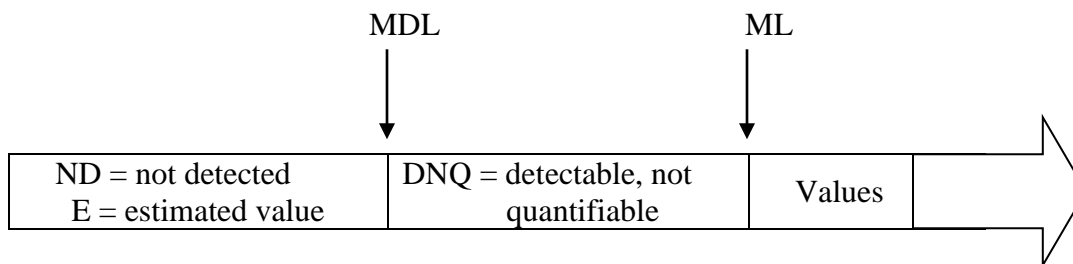 MDL ML
ND = not detected DNQ = detectable, not Values
E = estimated value quantifiable